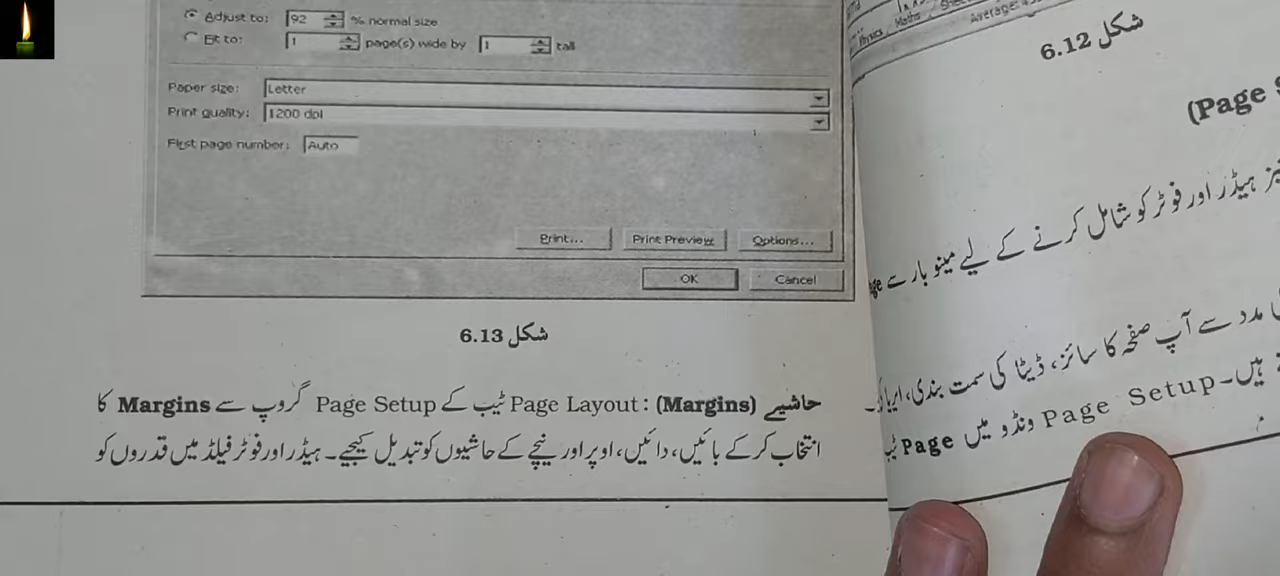 Adjust to: 92 % normal size
Fit to: 1 page(s) wide by 1 tall
Paper size: Letter
Print quality: 1200 dpi
First page number: Auto
Print... Print Preview Options...
OK Cancel
شکل 6.13
حاشیے (Margins) : Page Layout ٹیب کے Page Setup گروپ سے Margins کا
انتخاب کر کے بائیں، دائیں، اوپر اور نیچے کے حاشیوں کو تبدیل کیجیے۔ ہیڈر اور فوٹر فیلڈ میں قدروں کو
Physics Maths
Average:
شکل 6.12
(Page
ہیڈر اور فوٹر کو شامل کرنے کے لیے مینو بار سے
مدد سے آپ صفحہ کا سائز، ڈیٹا کی سمت بندی،
ہیں۔ Page Setup ونڈو میں Page